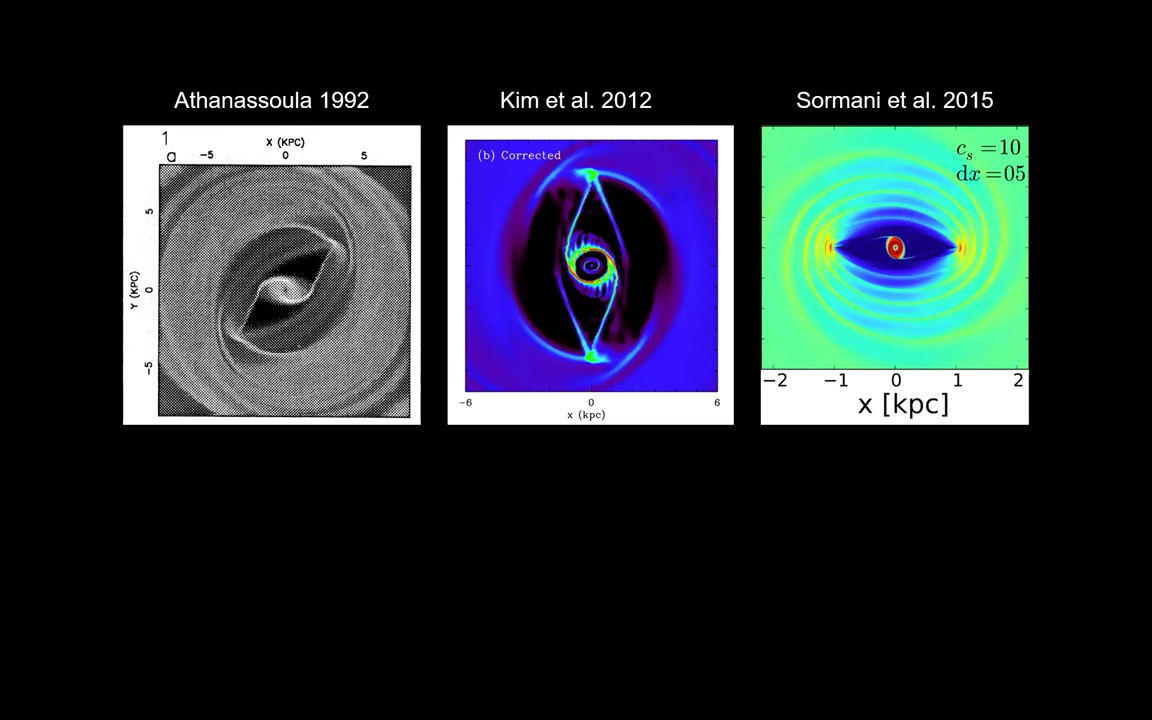 Athanassoula 1992
Kim et al. 2012
Sormani et al. 2015
1
a
X (KPC)
-5 0 5
Y (KPC)
5
0
-5
(b) Corrected
-6 0 6
x (kpc)
cₛ =10
dx =05
−2 −1 0 1 2
x [kpc]